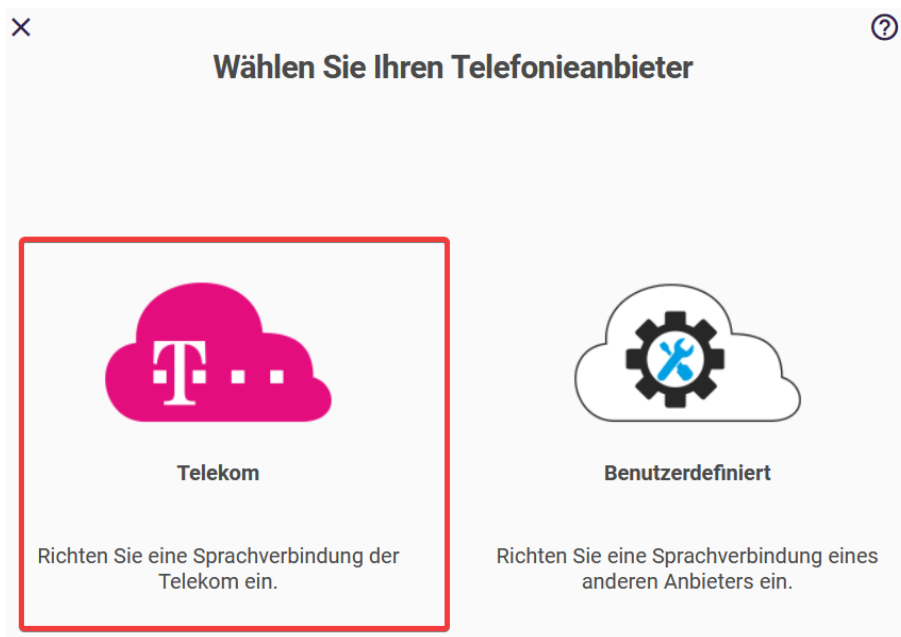 Wählen Sie Ihren Telefonieanbieter
T
Telekom
Benutzerdefiniert
Richten Sie eine Sprachverbindung der
Telekom ein.
Richten Sie eine Sprachverbindung eines
anderen Anbieters ein.